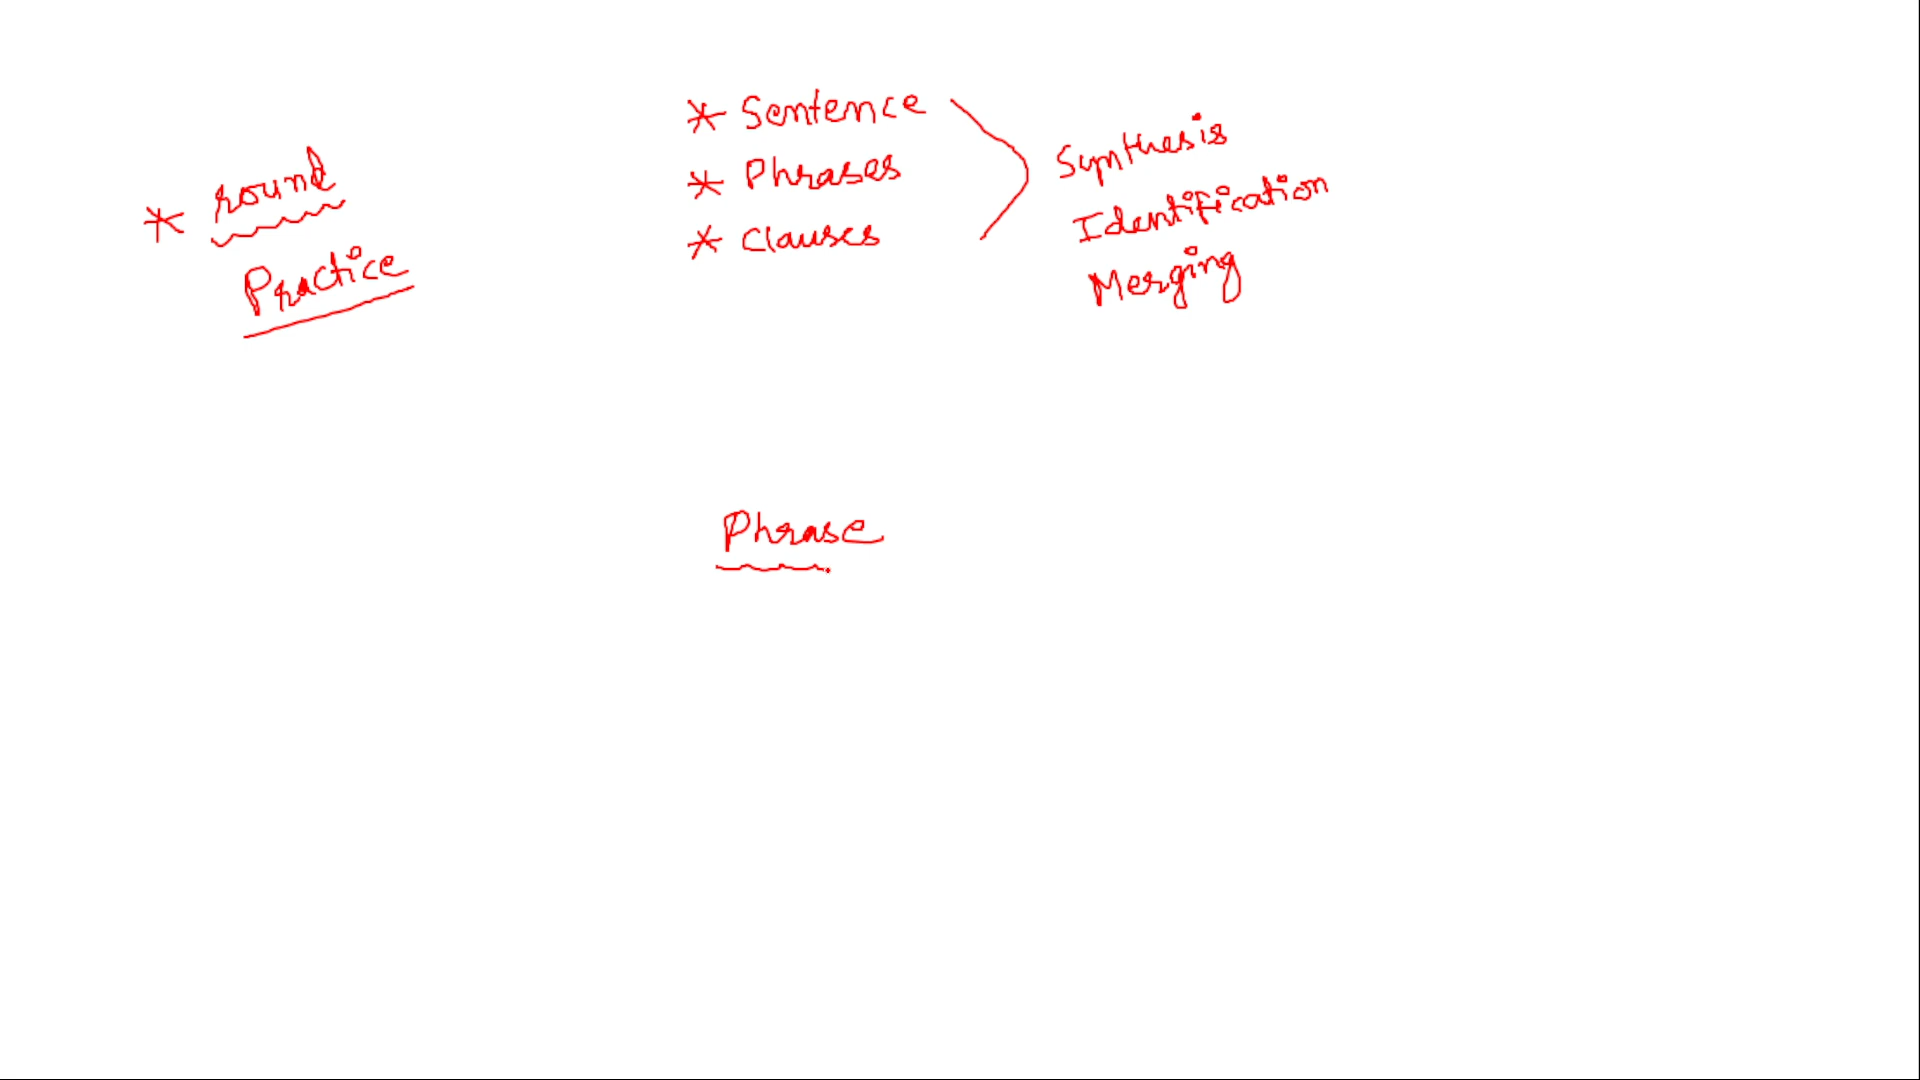 * round
Practice
* Sentence
* Phrases
* Clauses
Synthesis
Identification
Merging
Phrase